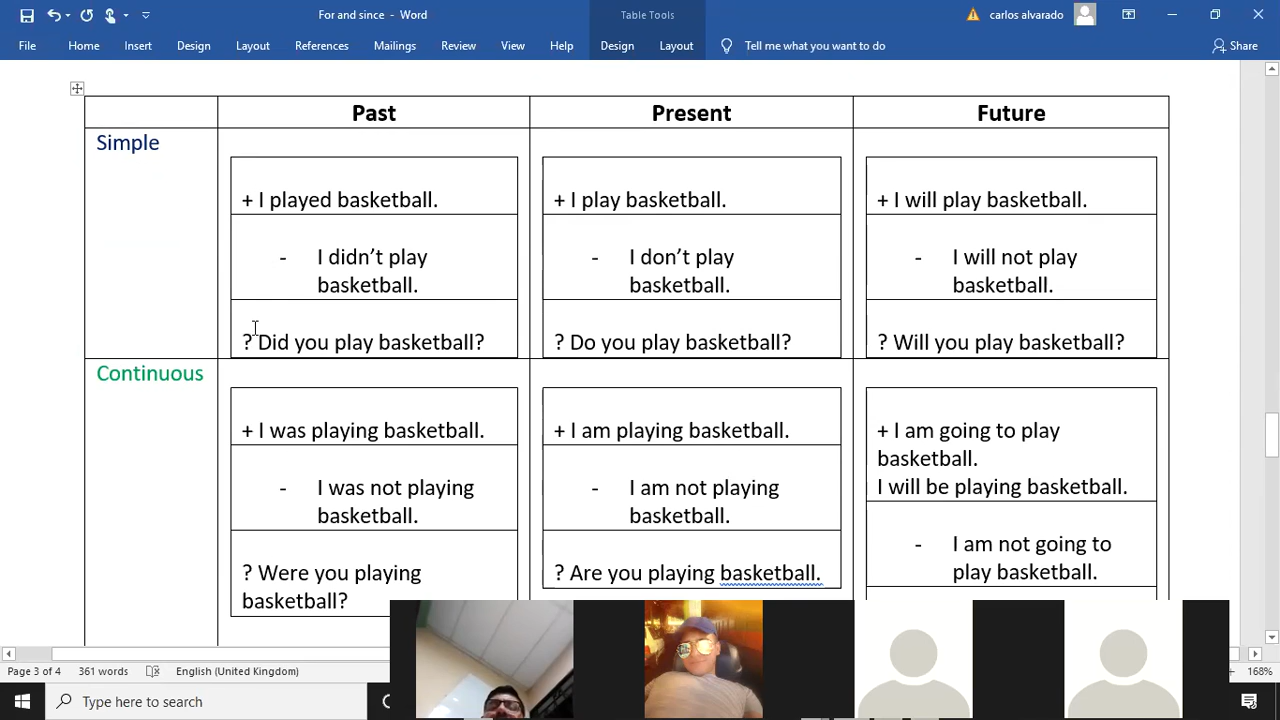 For and since - Word
Table Tools
carlos alvarado
File Home Insert Design Layout References Mailings Review View Help Design Layout Tell me what you want to do Share
Past Present Future
Simple
+ I played basketball.
- I didn't play
basketball.
? Did you play basketball?
+ I play basketball.
- I don't play
basketball.
? Do you play basketball?
+ I will play basketball.
- I will not play
basketball.
? Will you play basketball?
Continuous
+ I was playing basketball.
- I was not playing
basketball.
? Were you playing
basketball?
+ I am playing basketball.
- I am not playing
basketball.
? Are you playing basketball.
+ I am going to play
basketball.
I will be playing basketball.
- I am not going to
play basketball.
Page 3 of 4 361 words English (United Kingdom) 168%
Type here to search